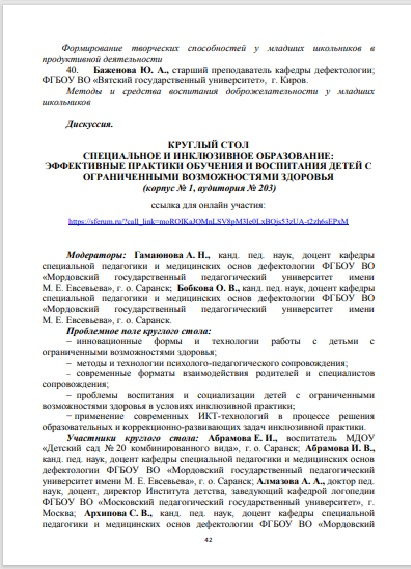 Формирование творческих способностей у младших школьников в
продуктивной деятельности
40. Баженова Ю. А., старший преподаватель кафедры дефектологии;
ФГБОУ ВО «Вятский государственный университет», г. Киров.
Методы и средства воспитания доброжелательности у младших
школьников
Дискуссия.
КРУГЛЫЙ СТОЛ
СПЕЦИАЛЬНОЕ И ИНКЛЮЗИВНОЕ ОБРАЗОВАНИЕ:
ЭФФЕКТИВНЫЕ ПРАКТИКИ ОБУЧЕНИЯ И ВОСПИТАНИЯ ДЕТЕЙ С
ОГРАНИЧЕННЫМИ ВОЗМОЖНОСТЯМИ ЗДОРОВЬЯ
(корпус № 1, аудитория № 203)
ссылка для онлайн участия:
Модераторы: Гамаюнова А. Н., канд. пед. наук, доцент кафедры
специальной педагогики и медицинских основ дефектологии ФГБОУ ВО
«Мордовский государственный педагогический университет имени
М. Е. Евсевьева», г. о. Саранск; Бобкова О. В., канд. пед. наук, доцент кафедры
специальной педагогики и медицинских основ дефектологии ФГБОУ ВО
«Мордовский государственный педагогический университет имени
М. Е. Евсевьева», г. о. Саранск.
Проблемное поле круглого стола:
– инновационные формы и технологии работы с детьми с
ограниченными возможностями здоровья;
– методы и технологии психолого-педагогического сопровождения;
– современные форматы взаимодействия родителей и специалистов
сопровождения;
– проблемы воспитания и социализации детей с ограниченными
возможностями здоровья в условиях инклюзивной практики;
– применение современных ИКТ-технологий в процессе решения
образовательных и коррекционно-развивающих задач инклюзивной практики.
Участники круглого стола: Абрамова Е. И., воспитатель МДОУ
«Детский сад № 20 комбинированного вида», г. о. Саранск; Абрамова И. В.,
канд. пед. наук, доцент кафедры специальной педагогики и медицинских основ
дефектологии ФГБОУ ВО «Мордовский государственный педагогический
университет имени М. Е. Евсевьева», г. о. Саранск; Алмазова А. А., доктор пед.
наук, доцент, директор Института детства, заведующий кафедрой логопедии
ФГБОУ ВО «Московский педагогический государственный университет», г.
Москва; Архипова С. В., канд. пед. наук, доцент кафедры специальной
педагогики и медицинских основ дефектологии ФГБОУ ВО «Мордовский
42